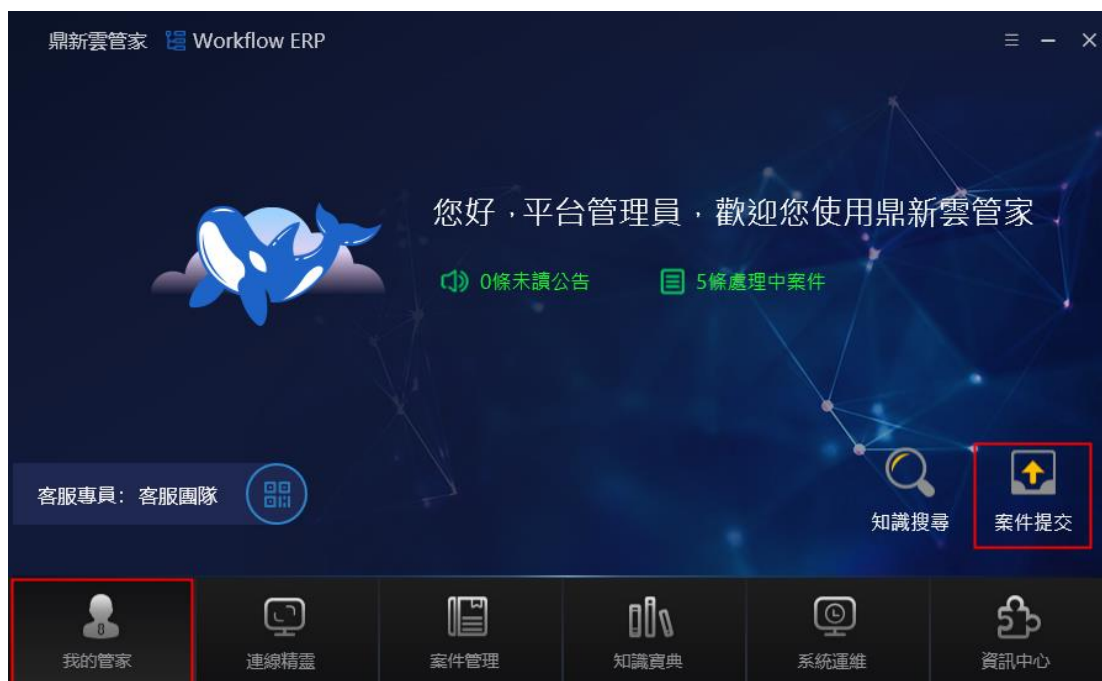 鼎新雲管家 Workflow ERP
您好，平台管理員，歡迎您使用鼎新雲管家
0條未讀公告 5條處理中案件
客服專員：客服團隊
知識搜尋 案件提交
我的管家 連線精靈 案件管理 知識寶典 系統運維 資訊中心